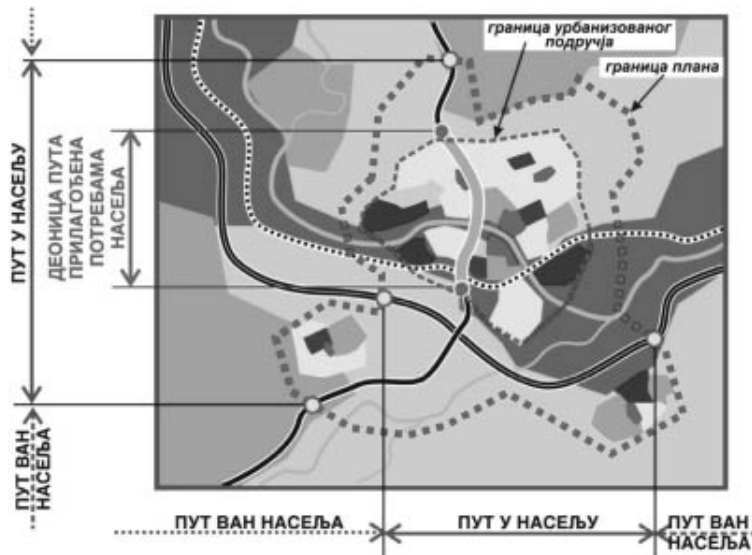 граница урбанизованог
подручја
граница плана
ПУТ У НАСЕЉУ
ДЕОНИЦА ПУТА
ПРИЛАГОЂЕНА
ПОТРЕБАМА
НАСЕЉА
ПУТ ВАН
НАСЕЉА
ПУТ ВАН НАСЕЉА
ПУТ У НАСЕЉУ
ПУТ ВАН
НАСЕЉА